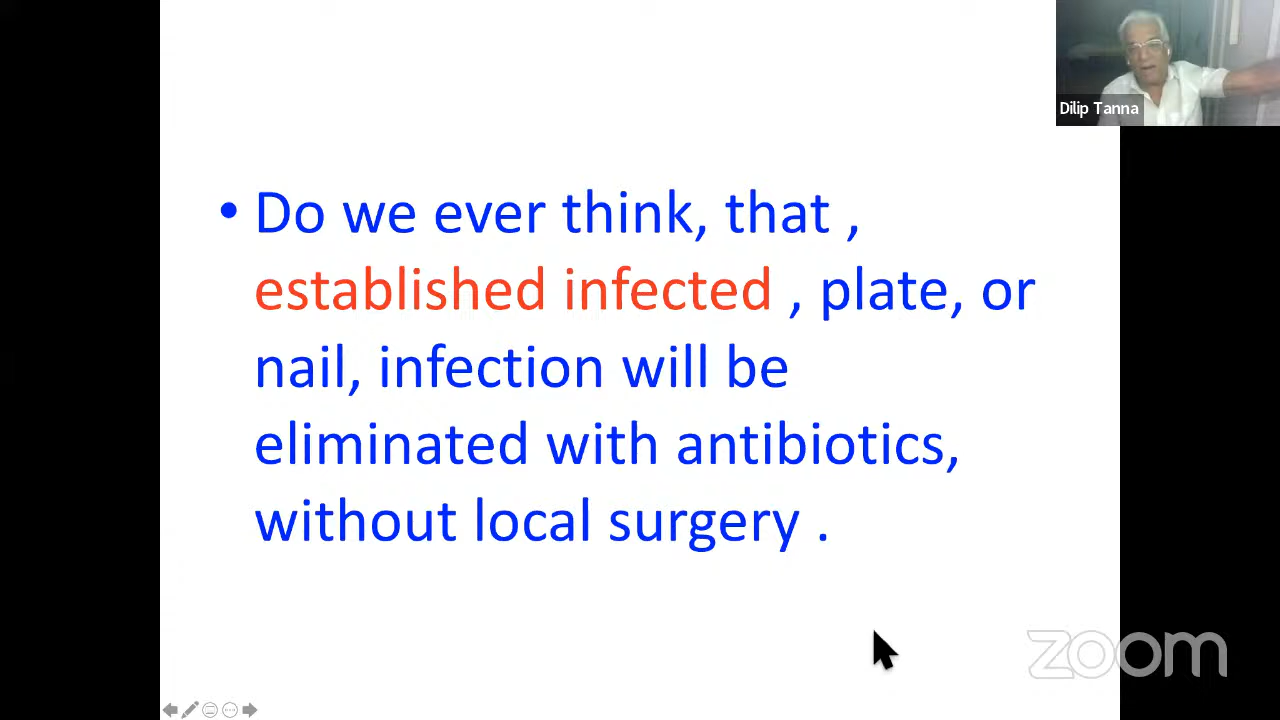 Dilip Tanna
• Do we ever think, that ,
established infected , plate, or
nail, infection will be
eliminated with antibiotics,
without local surgery .
zoom